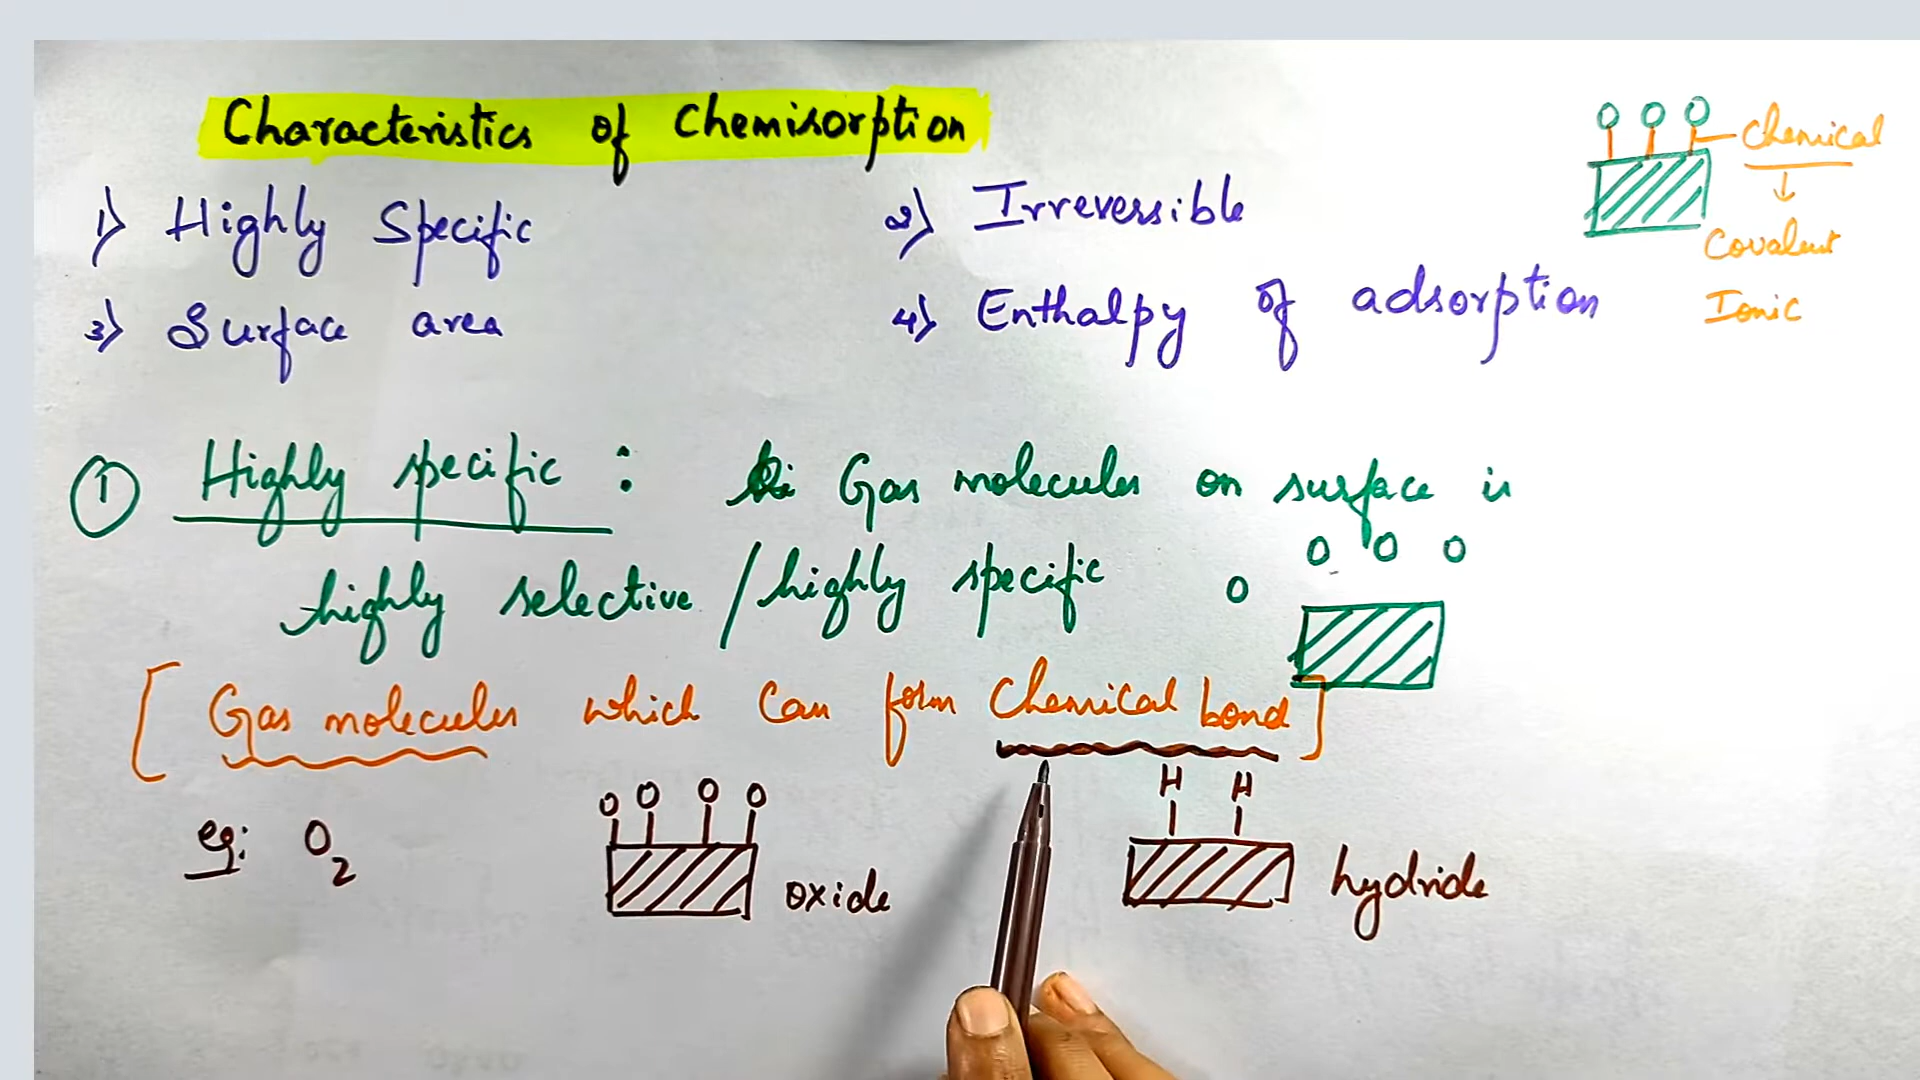 Characteristics of Chemisorption
1) Highly Specific
2) Irreversible
3) Surface area
4) Enthalpy of adsorption
O O O
Chemical
↓
Covalent
Ionic
① Highly specific : Gas molecules on surface is
highly selective / highly specific
O O O O
[Gas molecules which can form Chemical bond]
eg: O2
O O O O
oxide
H H
hydride